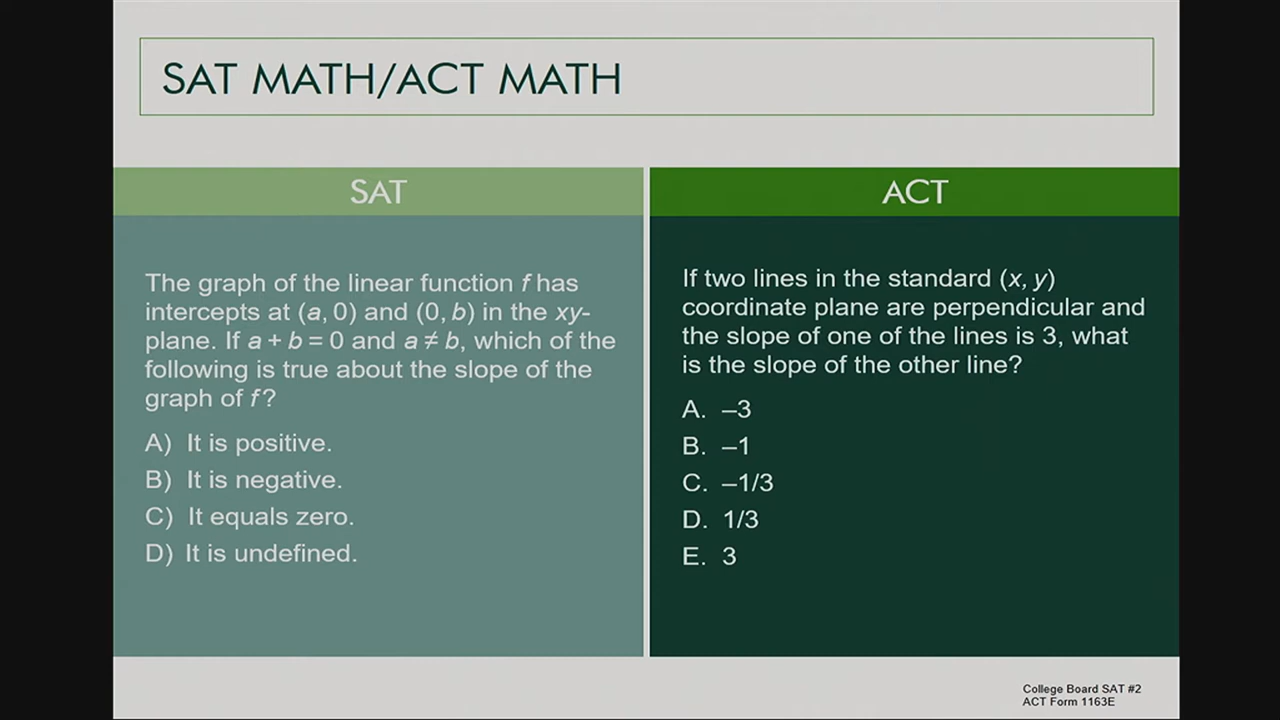 SAT MATH/ACT MATH
SAT
The graph of the linear function f has
intercepts at (a, 0) and (0, b) in the xy-
plane. If a + b = 0 and a ≠ b, which of the
following is true about the slope of the
graph of f?
A) It is positive.
B) It is negative.
C) It equals zero.
D) It is undefined.
ACT
If two lines in the standard (x, y)
coordinate plane are perpendicular and
the slope of one of the lines is 3, what
is the slope of the other line?
A. –3
B. –1
C. –1/3
D. 1/3
E. 3
College Board SAT #2
ACT Form 1163E